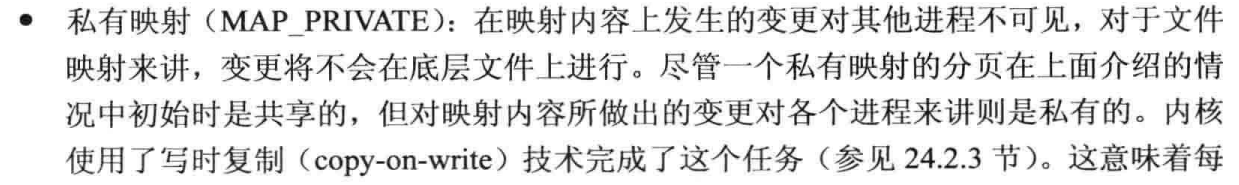 • 私有映射（MAP_PRIVATE）：在映射内容上发生的变更对其他进程不可见，对于文件
映射来讲，变更将不会在底层文件上进行。尽管一个私有映射的分页在上面介绍的情
况中初始时是共享的，但对映射内容所做出的变更对各个进程来讲则是私有的。内核
使用了写时复制（copy-on-write）技术完成了这个任务（参见 24.2.3 节）。这意味着每